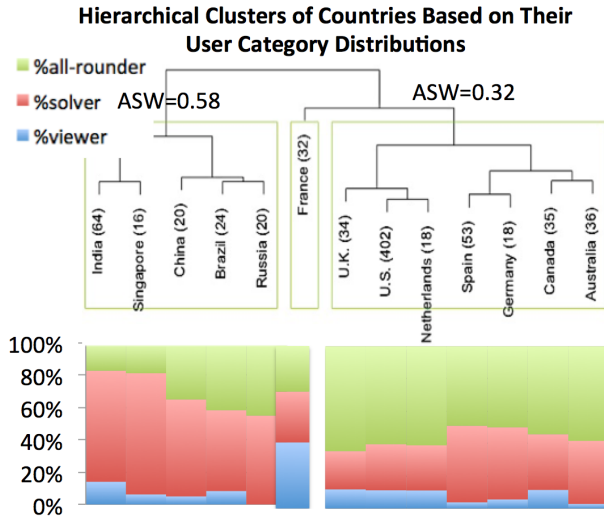 Hierarchical Clusters of Countries Based on Their
User Category Distributions
%all-rounder
%solver
%viewer
ASW=0.58
ASW=0.32
India (64)
Singapore (16)
China (20)
Brazil (24)
Russia (20)
France (32)
U.K. (34)
U.S. (402)
Netherlands (18)
Spain (53)
Germany (18)
Canada (35)
Australia (36)
100%
80%
60%
40%
20%
0%